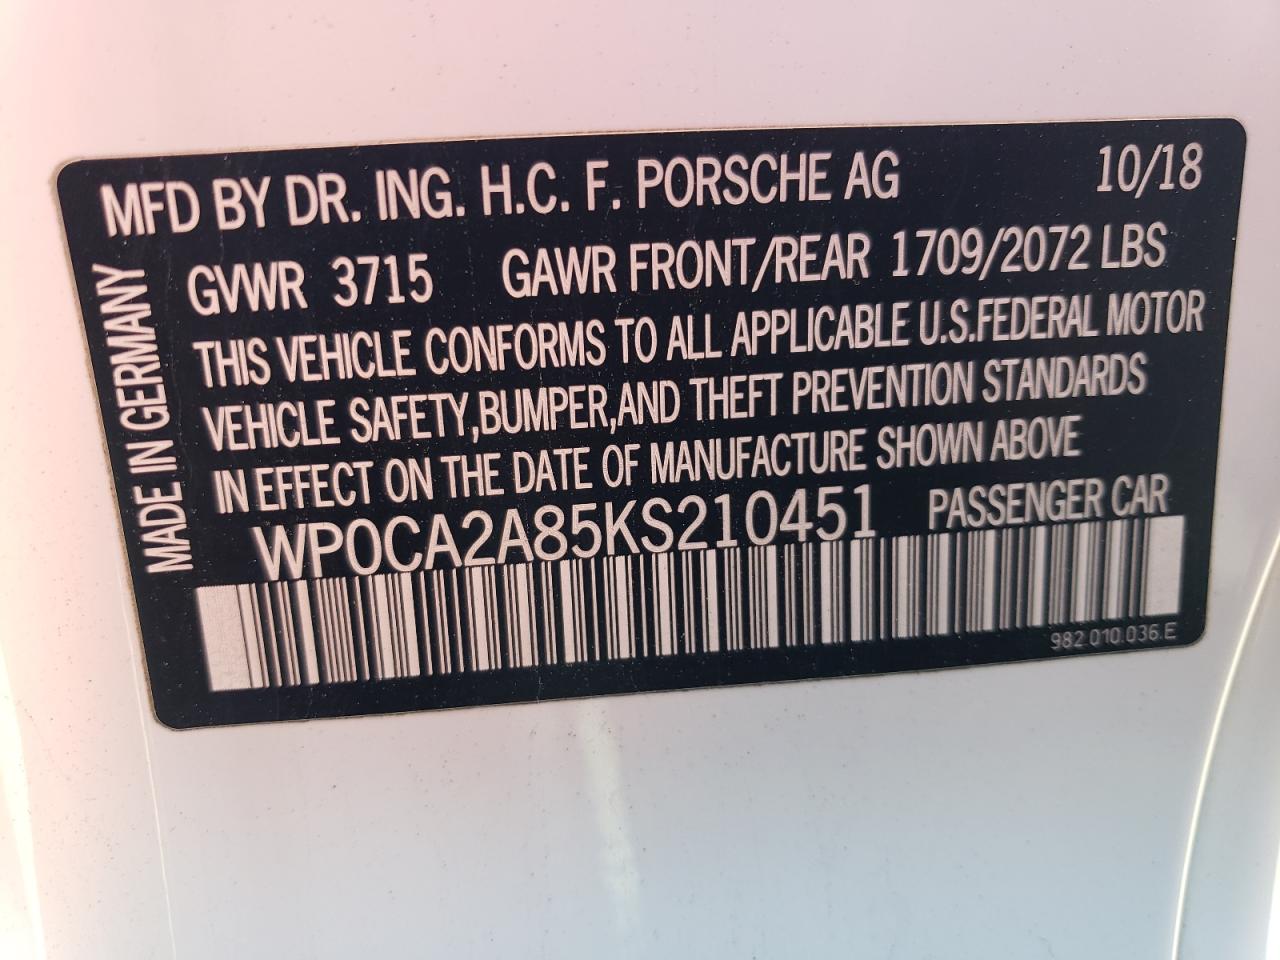 MFD BY DR. ING. H.C. F. PORSCHE AG 10/18
GVWR 3715 GAWR FRONT/REAR 1709/2072 LBS
THIS VEHICLE CONFORMS TO ALL APPLICABLE U.S.FEDERAL MOTOR
VEHICLE SAFETY,BUMPER,AND THEFT PREVENTION STANDARDS
IN EFFECT ON THE DATE OF MANUFACTURE SHOWN ABOVE
WP0CA2A85KS210451 PASSENGER CAR
982.010.036.E
MADE IN GERMANY